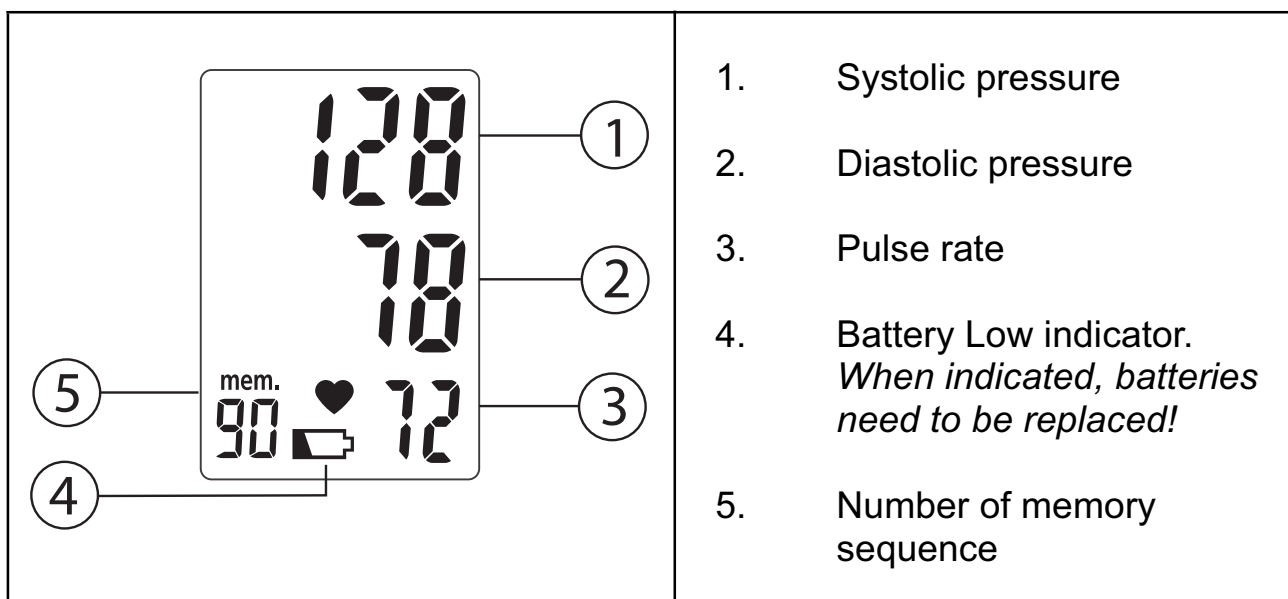 128
1
78
2
mem.
5
90
72
3
4
1. Systolic pressure
2. Diastolic pressure
3. Pulse rate
4. Battery Low indicator.
When indicated, batteries
need to be replaced!
5. Number of memory
sequence